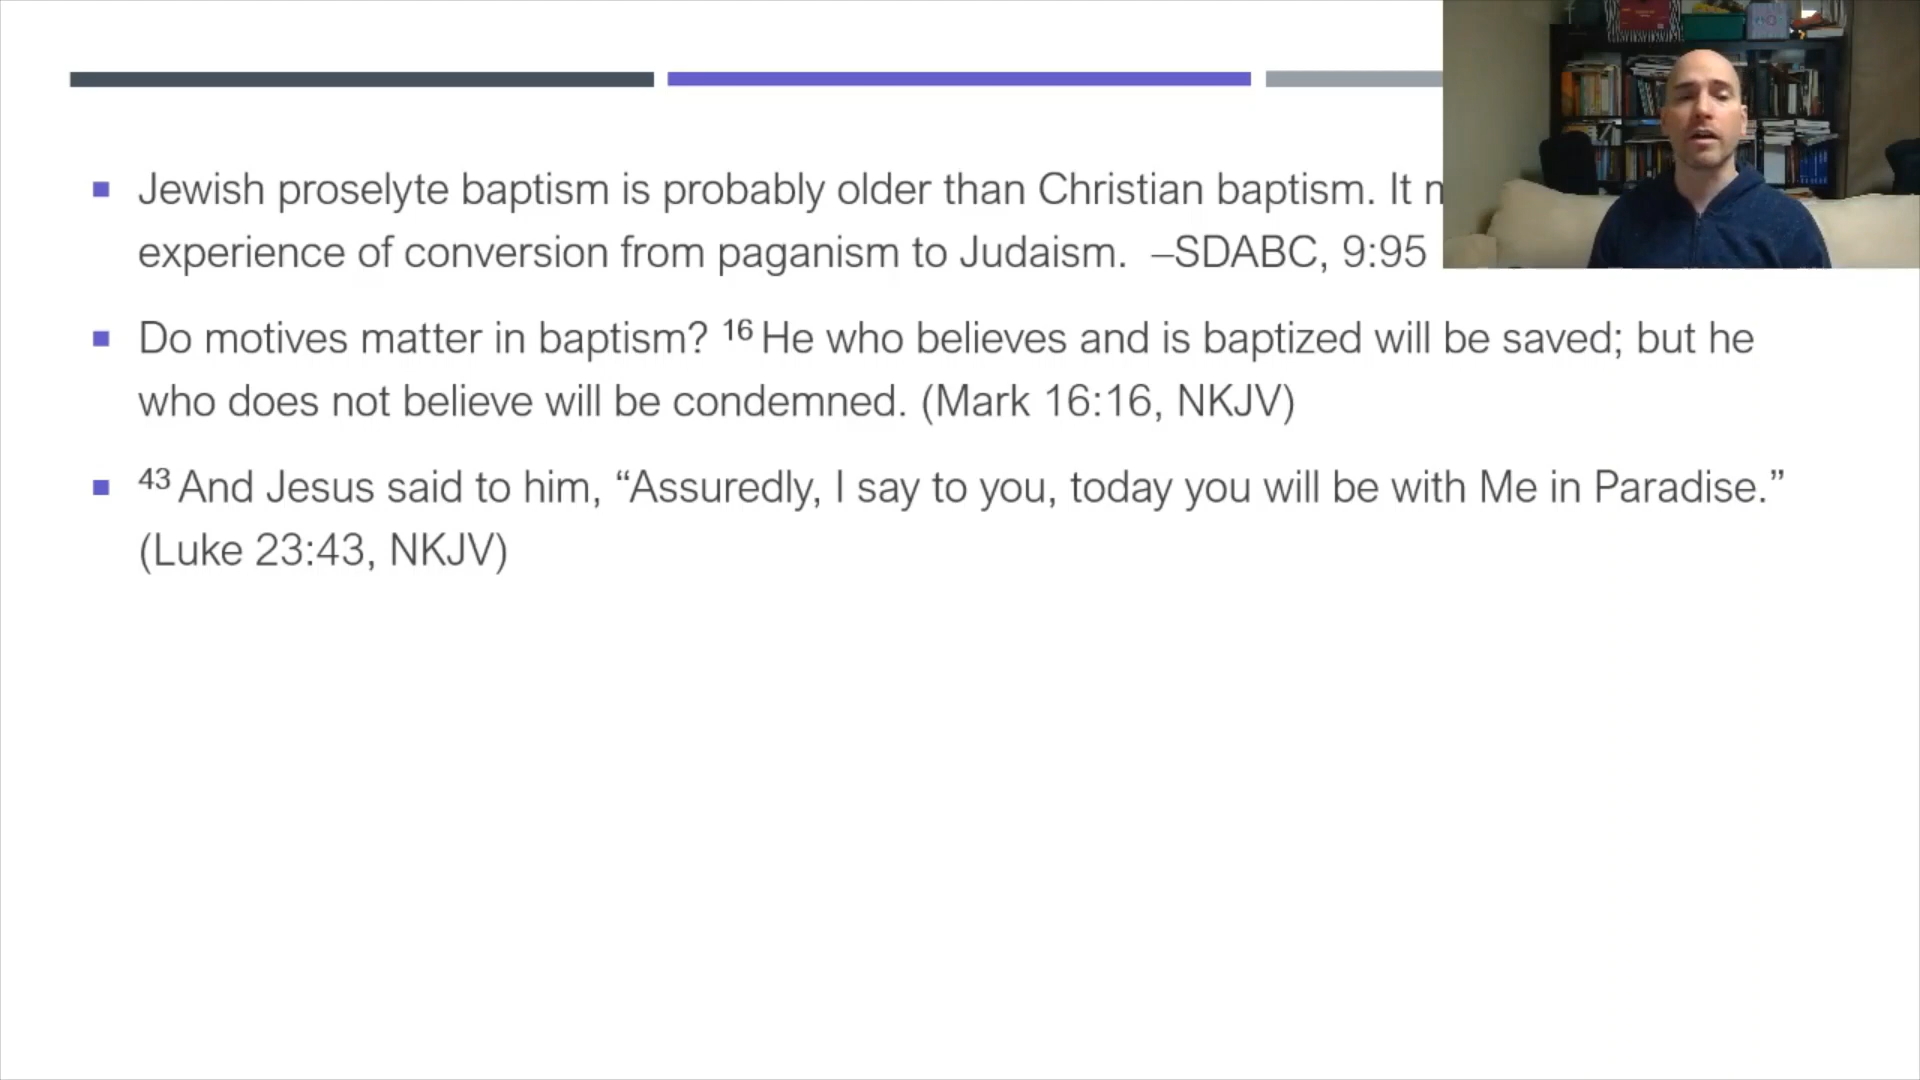 Jewish proselyte baptism is probably older than Christian baptism. It
experience of conversion from paganism to Judaism. –SDABC, 9:95
Do motives matter in baptism? 16 He who believes and is baptized will be saved; but he
who does not believe will be condemned. (Mark 16:16, NKJV)
43 And Jesus said to him, “Assuredly, I say to you, today you will be with Me in Paradise.”
(Luke 23:43, NKJV)